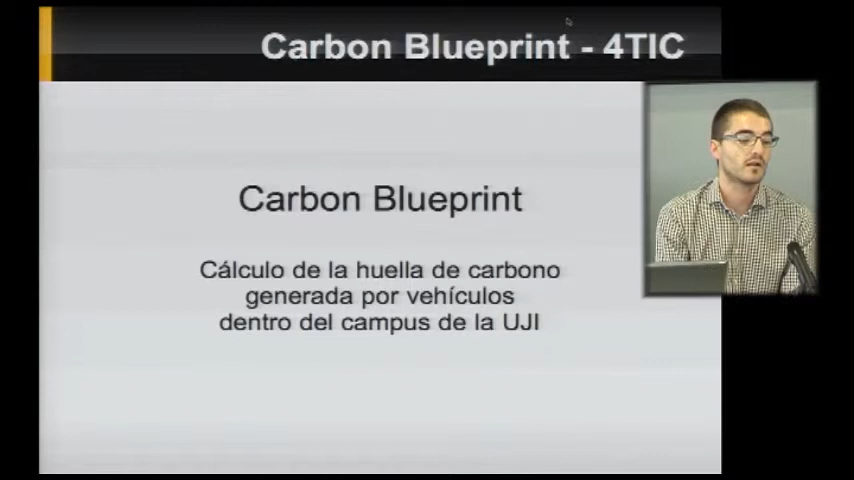 Carbon Blueprint - 4TIC
Carbon Blueprint
Cálculo de la huella de carbono
generada por vehículos
dentro del campus de la UJI